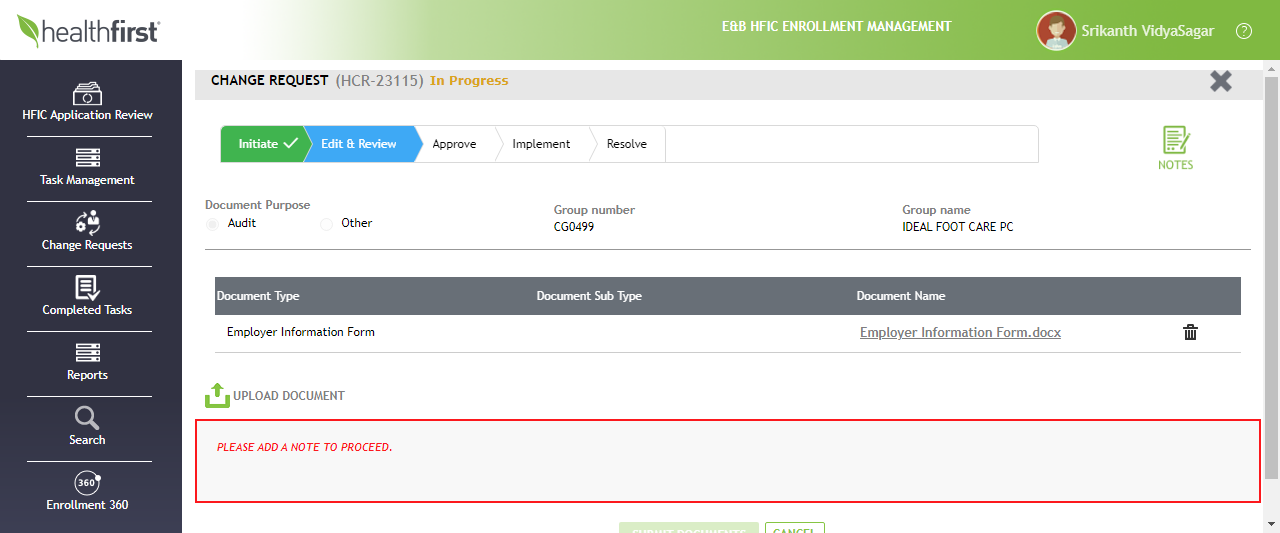 healthfirst
E&B HFIC ENROLLMENT MANAGEMENT
Srikanth VidyaSagar
?
HFIC Application Review
Task Management
Change Requests
Completed Tasks
Reports
Search
360
Enrollment 360
CHANGE REQUEST (HCR-23115) In Progress
Initiate
Edit & Review
Approve
Implement
Resolve
NOTES
Document Purpose
Audit
Other
Group number
CG0499
Group name
IDEAL FOOT CARE PC
Document Type
Document Sub Type
Document Name
Employer Information Form
Employer Information Form.docx
UPLOAD DOCUMENT
PLEASE ADD A NOTE TO PROCEED.
SUBMIT DOCUMENTS
CANCEL